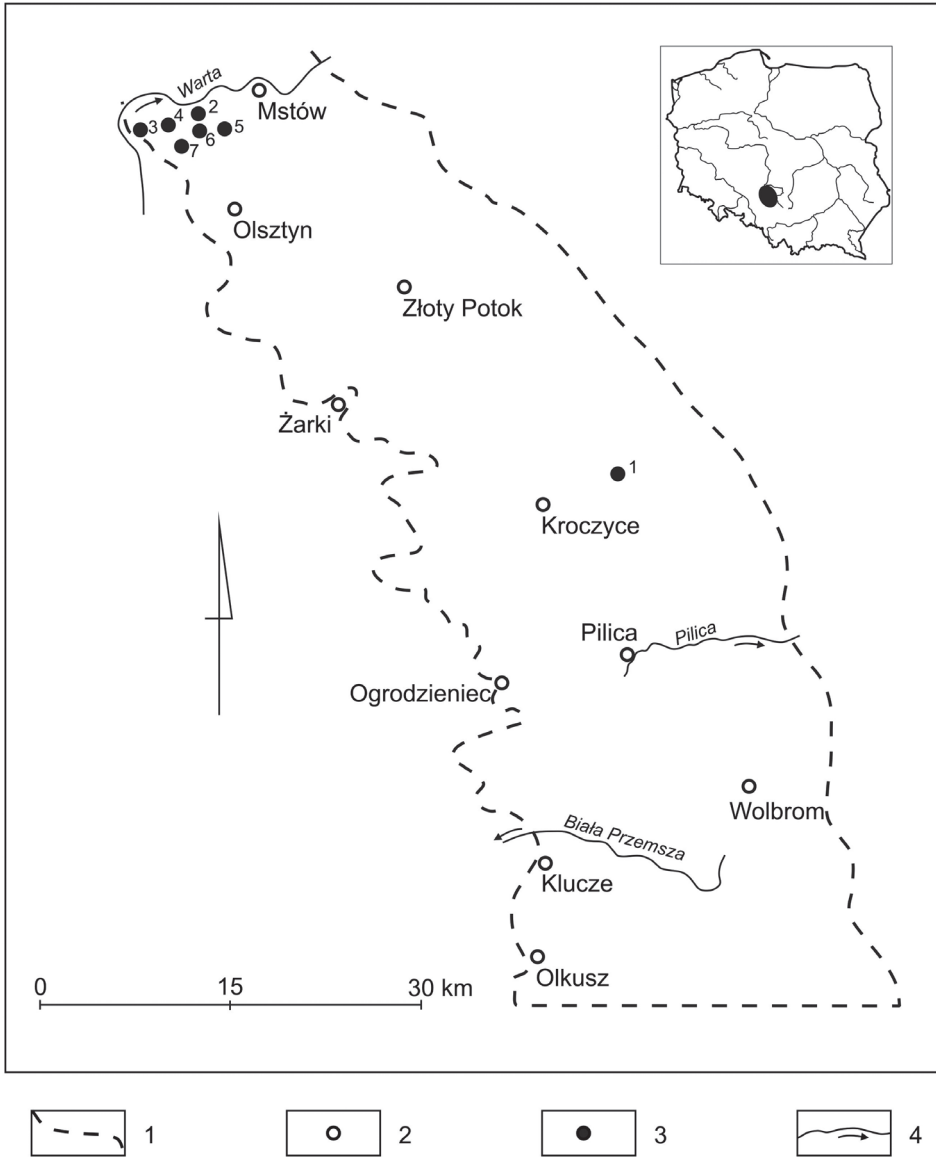 Warta
Mstów
2
4
3
5
6
7
Olsztyn
Złoty Potok
Żarki
1
Kroczyce
Pilica
Pilica
Ogrodzieniec
Wolbrom
Biała Przemsza
Klucze
Olkusz
0 15 30 km
1 2 3 4